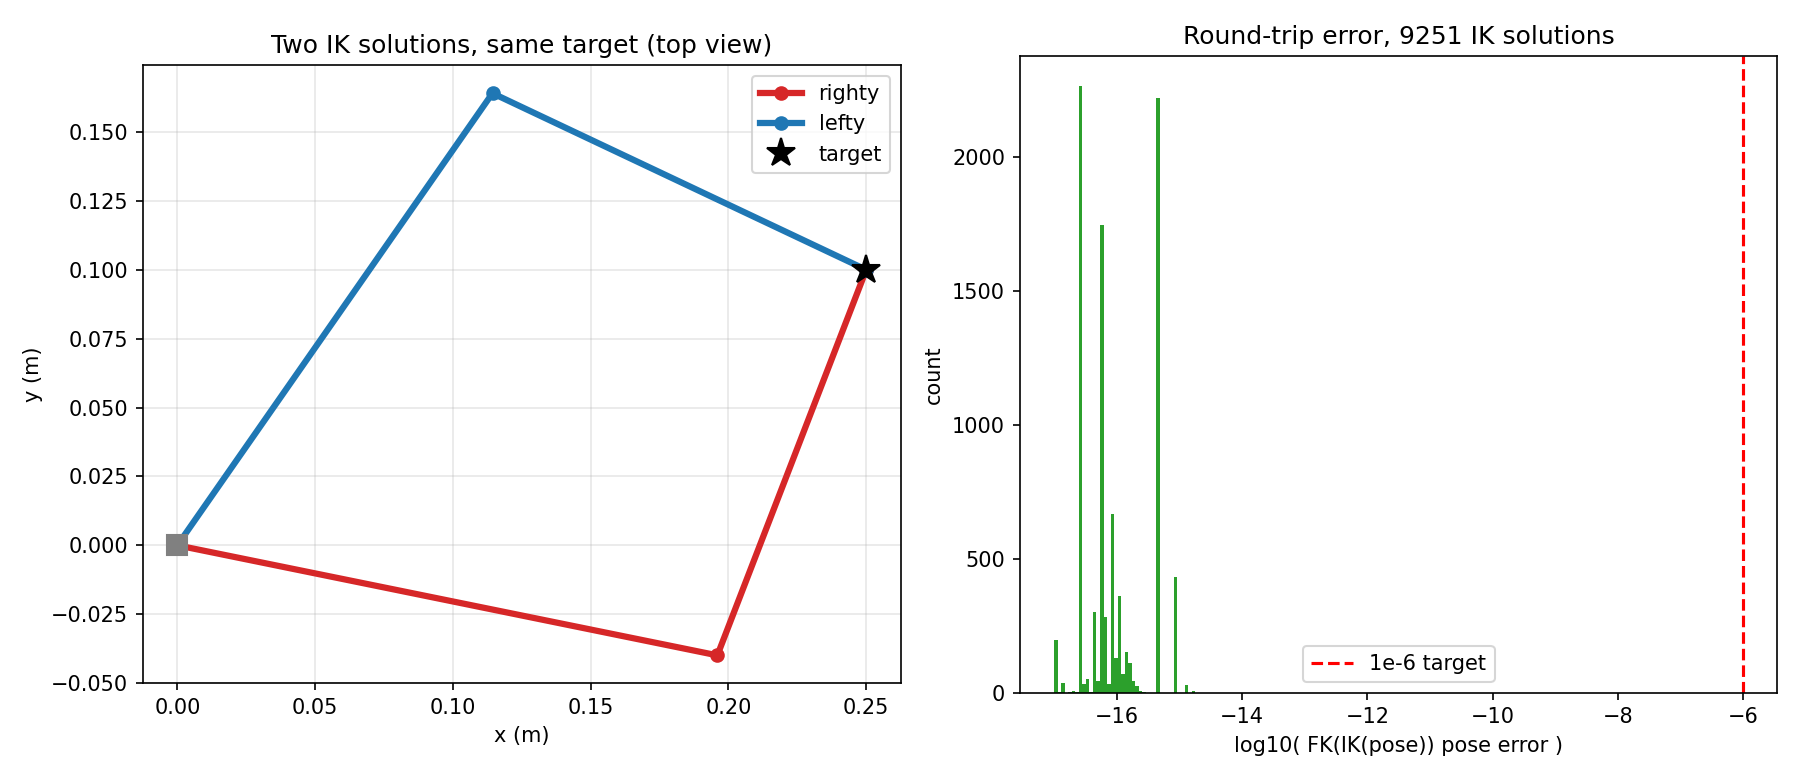 Two IK solutions, same target (top view)
righty
lefty
target
0.150
0.125
0.100
0.075
0.050
0.025
0.000
−0.025
−0.050
y (m)
0.00 0.05 0.10 0.15 0.20 0.25
x (m)
Round-trip error, 9251 IK solutions
2000
1500
1000
500
0
count
1e-6 target
−16 −14 −12 −10 −8 −6
log10( FK(IK(pose)) pose error )